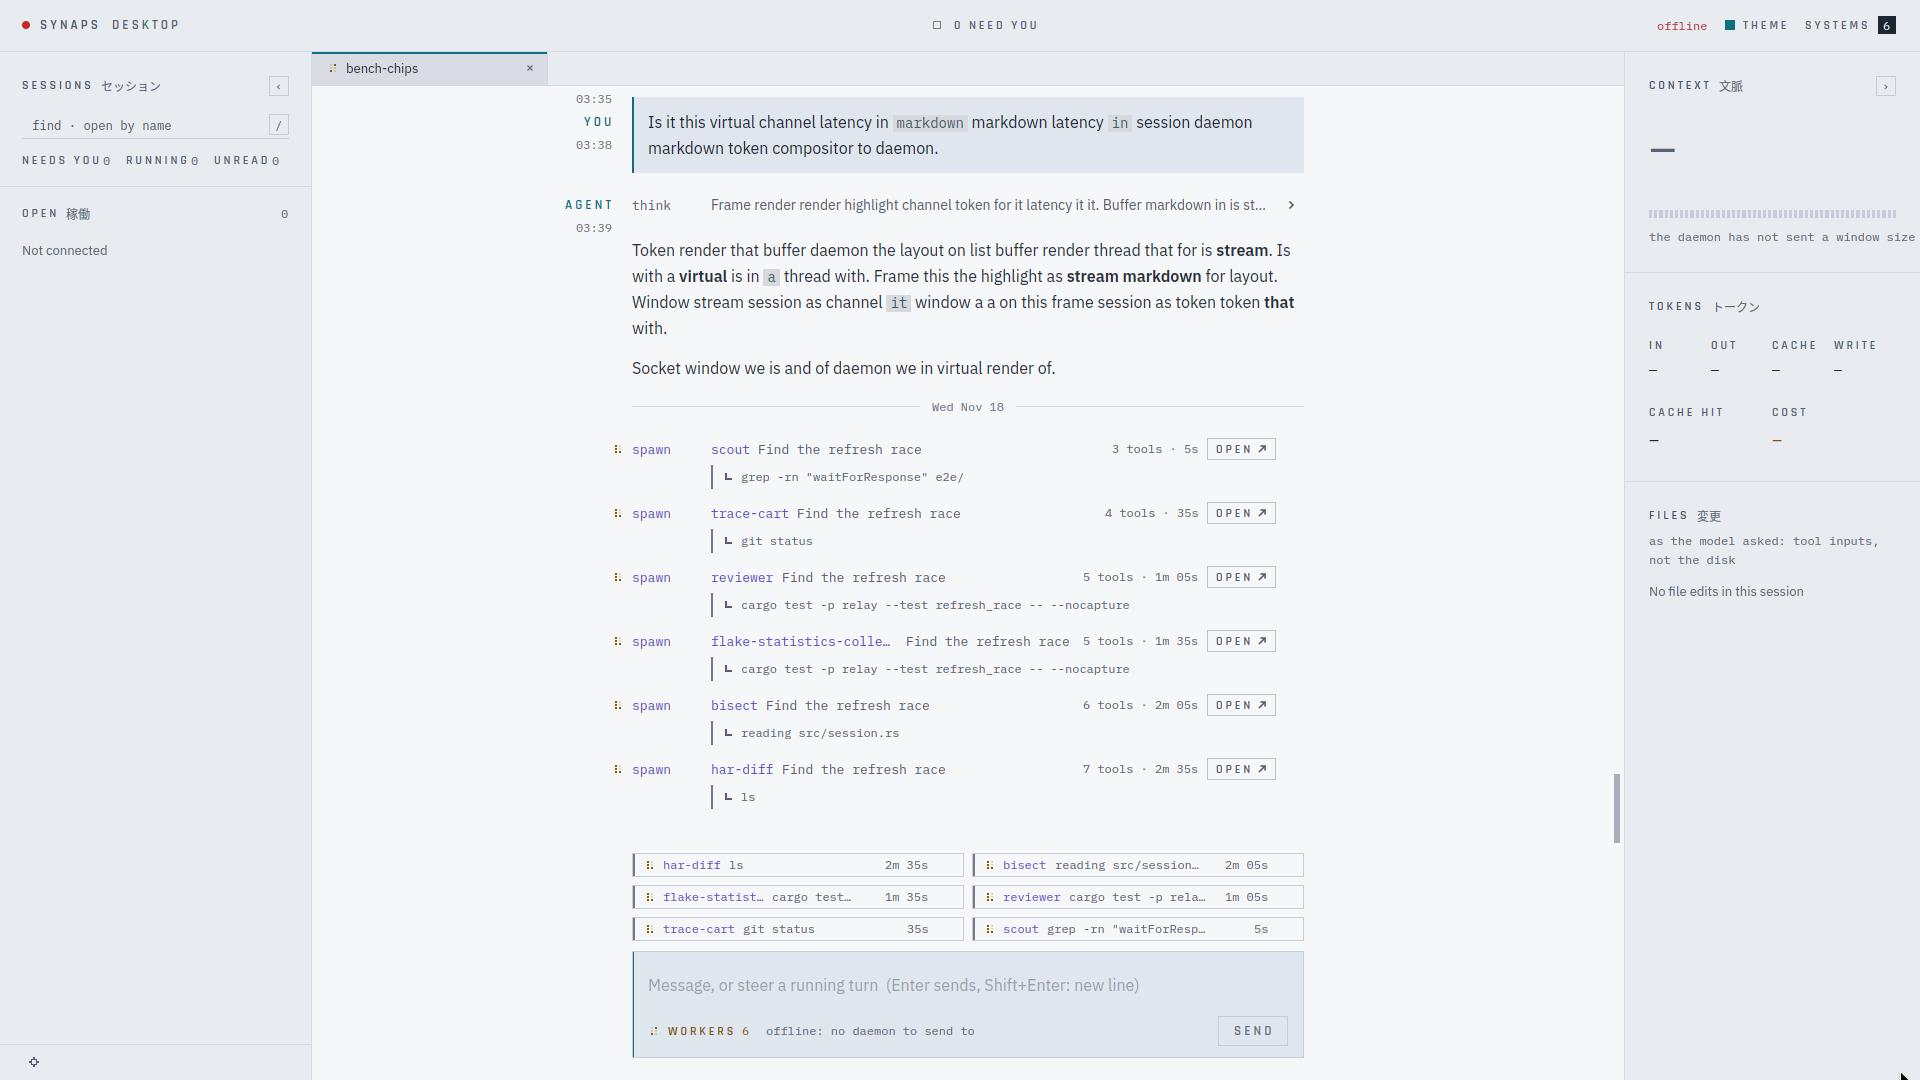 SYNAPS DESKTOP
0 NEED YOU
offline
THEME
SYSTEMS 6
SESSIONS セッション
‹
find · open by name
/
NEEDS YOU 0 RUNNING 0 UNREAD 0
OPEN 稼働 0
Not connected
bench-chips ×
03:35
YOU
03:38
Is it this virtual channel latency in markdown markdown latency in session daemon
markdown token compositor to daemon.
AGENT
03:39
think Frame render render highlight channel token for it latency it it. Buffer markdown in is st… ›
Token render that buffer daemon the layout on list buffer render thread that for is stream. Is
with a virtual is in a thread with. Frame this the highlight as stream markdown for layout.
Window stream session as channel it window a a on this frame session as token token that
with.
Socket window we is and of daemon we in virtual render of.
Wed Nov 18
spawn scout Find the refresh race 3 tools · 5s OPEN ↗
grep -rn "waitForResponse" e2e/
spawn trace-cart Find the refresh race 4 tools · 35s OPEN ↗
git status
spawn reviewer Find the refresh race 5 tools · 1m 05s OPEN ↗
cargo test -p relay --test refresh_race -- --nocapture
spawn flake-statistics-colle… Find the refresh race 5 tools · 1m 35s OPEN ↗
cargo test -p relay --test refresh_race -- --nocapture
spawn bisect Find the refresh race 6 tools · 2m 05s OPEN ↗
reading src/session.rs
spawn har-diff Find the refresh race 7 tools · 2m 35s OPEN ↗
ls
har-diff ls 2m 35s
bisect reading src/session… 2m 05s
flake-statist… cargo test… 1m 35s
reviewer cargo test -p rela… 1m 05s
trace-cart git status 35s
scout grep -rn "waitForResp… 5s
Message, or steer a running turn (Enter sends, Shift+Enter: new line)
WORKERS 6 offline: no daemon to send to
SEND
CONTEXT 文脈
›
—
the daemon has not sent a window size
TOKENS トークン
IN OUT CACHE WRITE
— — — —
CACHE HIT COST
— —
FILES 変更
as the model asked: tool inputs,
not the disk
No file edits in this session